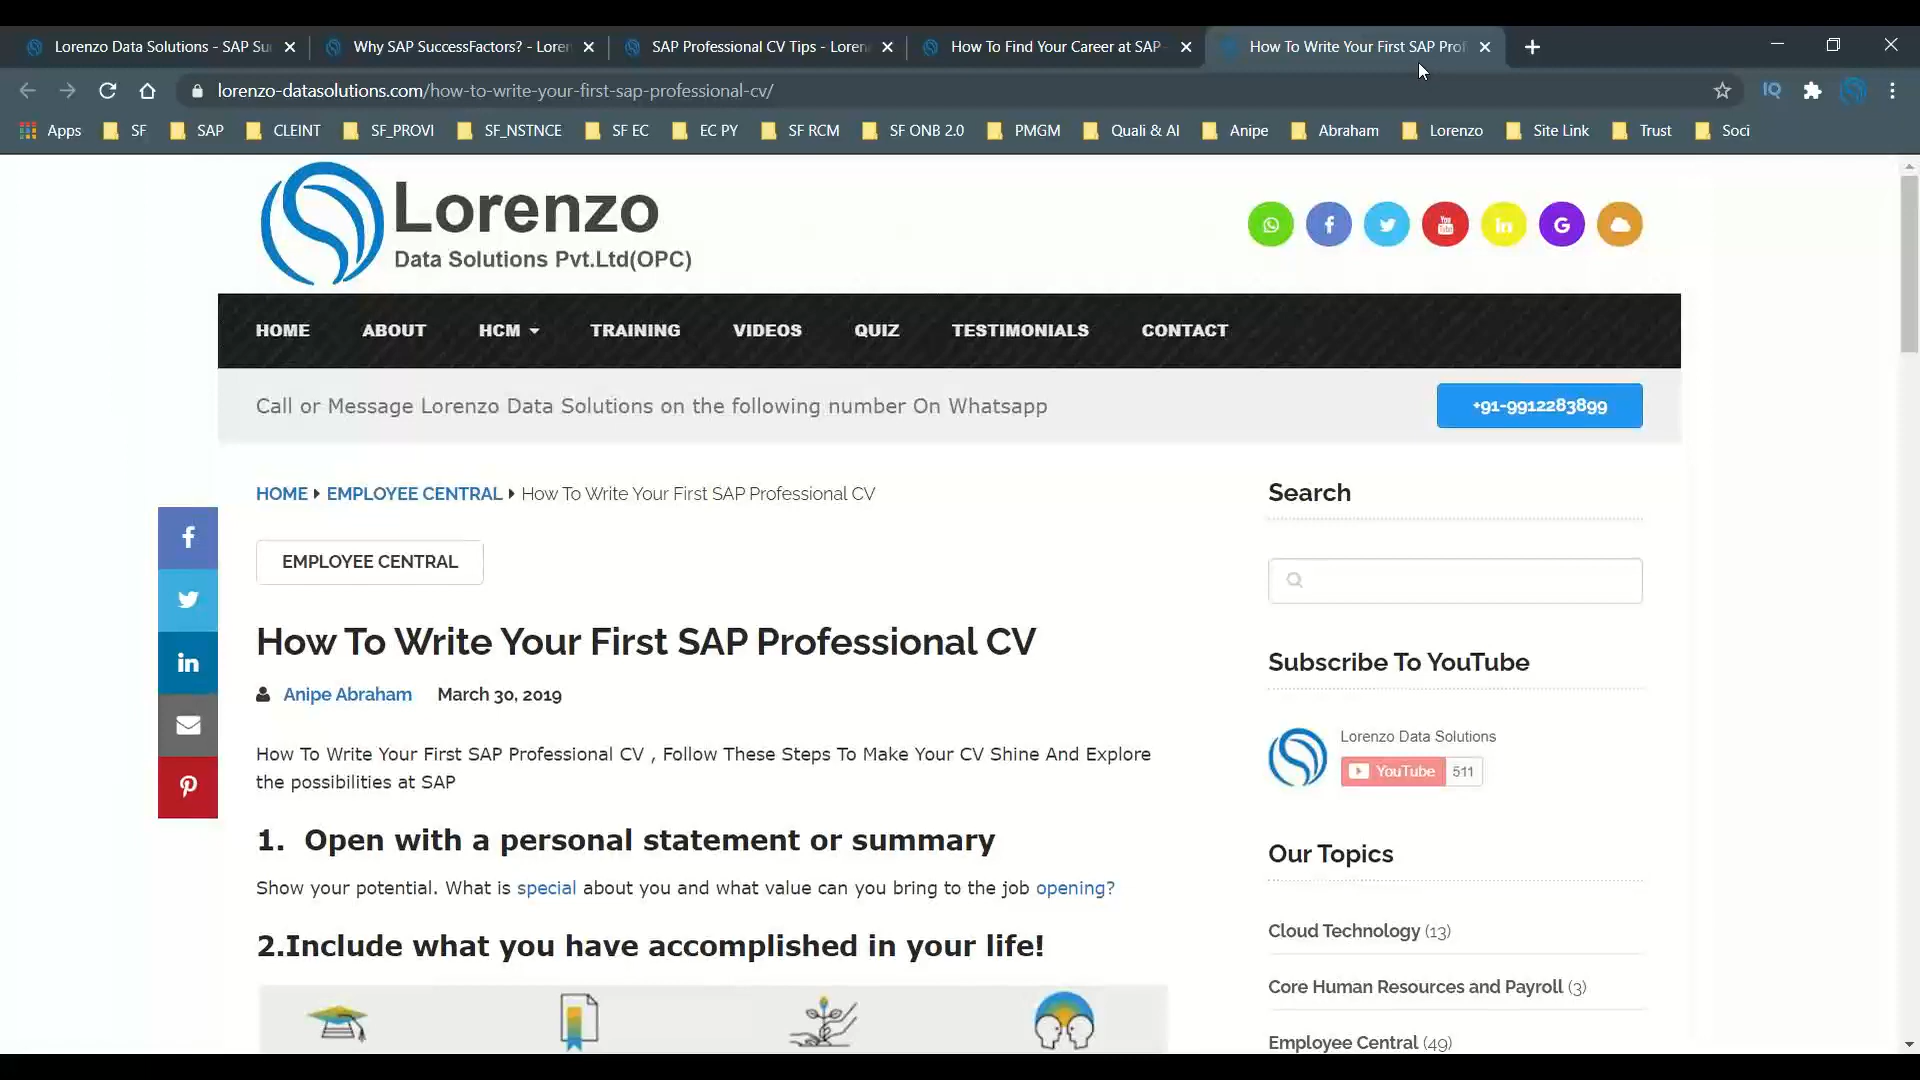 Lorenzo Data Solutions - SAP Su
Why SAP SuccessFactors? - Loren
SAP Professional CV Tips - Loren
How To Find Your Career at SAP -
How To Write Your First SAP Prof
lorenzo-datasolutions.com/how-to-write-your-first-sap-professional-cv/
IQ
Apps
SF
SAP
CLEINT
SF_PROVI
SF_NSTNCE
SF EC
EC PY
SF RCM
SF ONB 2.0
PMGM
Quali & AI
Anipe
Abraham
Lorenzo
Site Link
Trust
Soci
Lorenzo
Data Solutions Pvt.Ltd(OPC)
HOME
ABOUT
HCM
TRAINING
VIDEOS
QUIZ
TESTIMONIALS
CONTACT
Call or Message Lorenzo Data Solutions on the following number On Whatsapp
+91-9912283899
HOME EMPLOYEE CENTRAL How To Write Your First SAP Professional CV
EMPLOYEE CENTRAL
How To Write Your First SAP Professional CV
Anipe Abraham March 30, 2019
How To Write Your First SAP Professional CV , Follow These Steps To Make Your CV Shine And Explore
the possibilities at SAP
1. Open with a personal statement or summary
Show your potential. What is special about you and what value can you bring to the job opening?
2.Include what you have accomplished in your life!
Search
Subscribe To YouTube
Lorenzo Data Solutions
YouTube 511
Our Topics
Cloud Technology (13)
Core Human Resources and Payroll (3)
Employee Central (49)